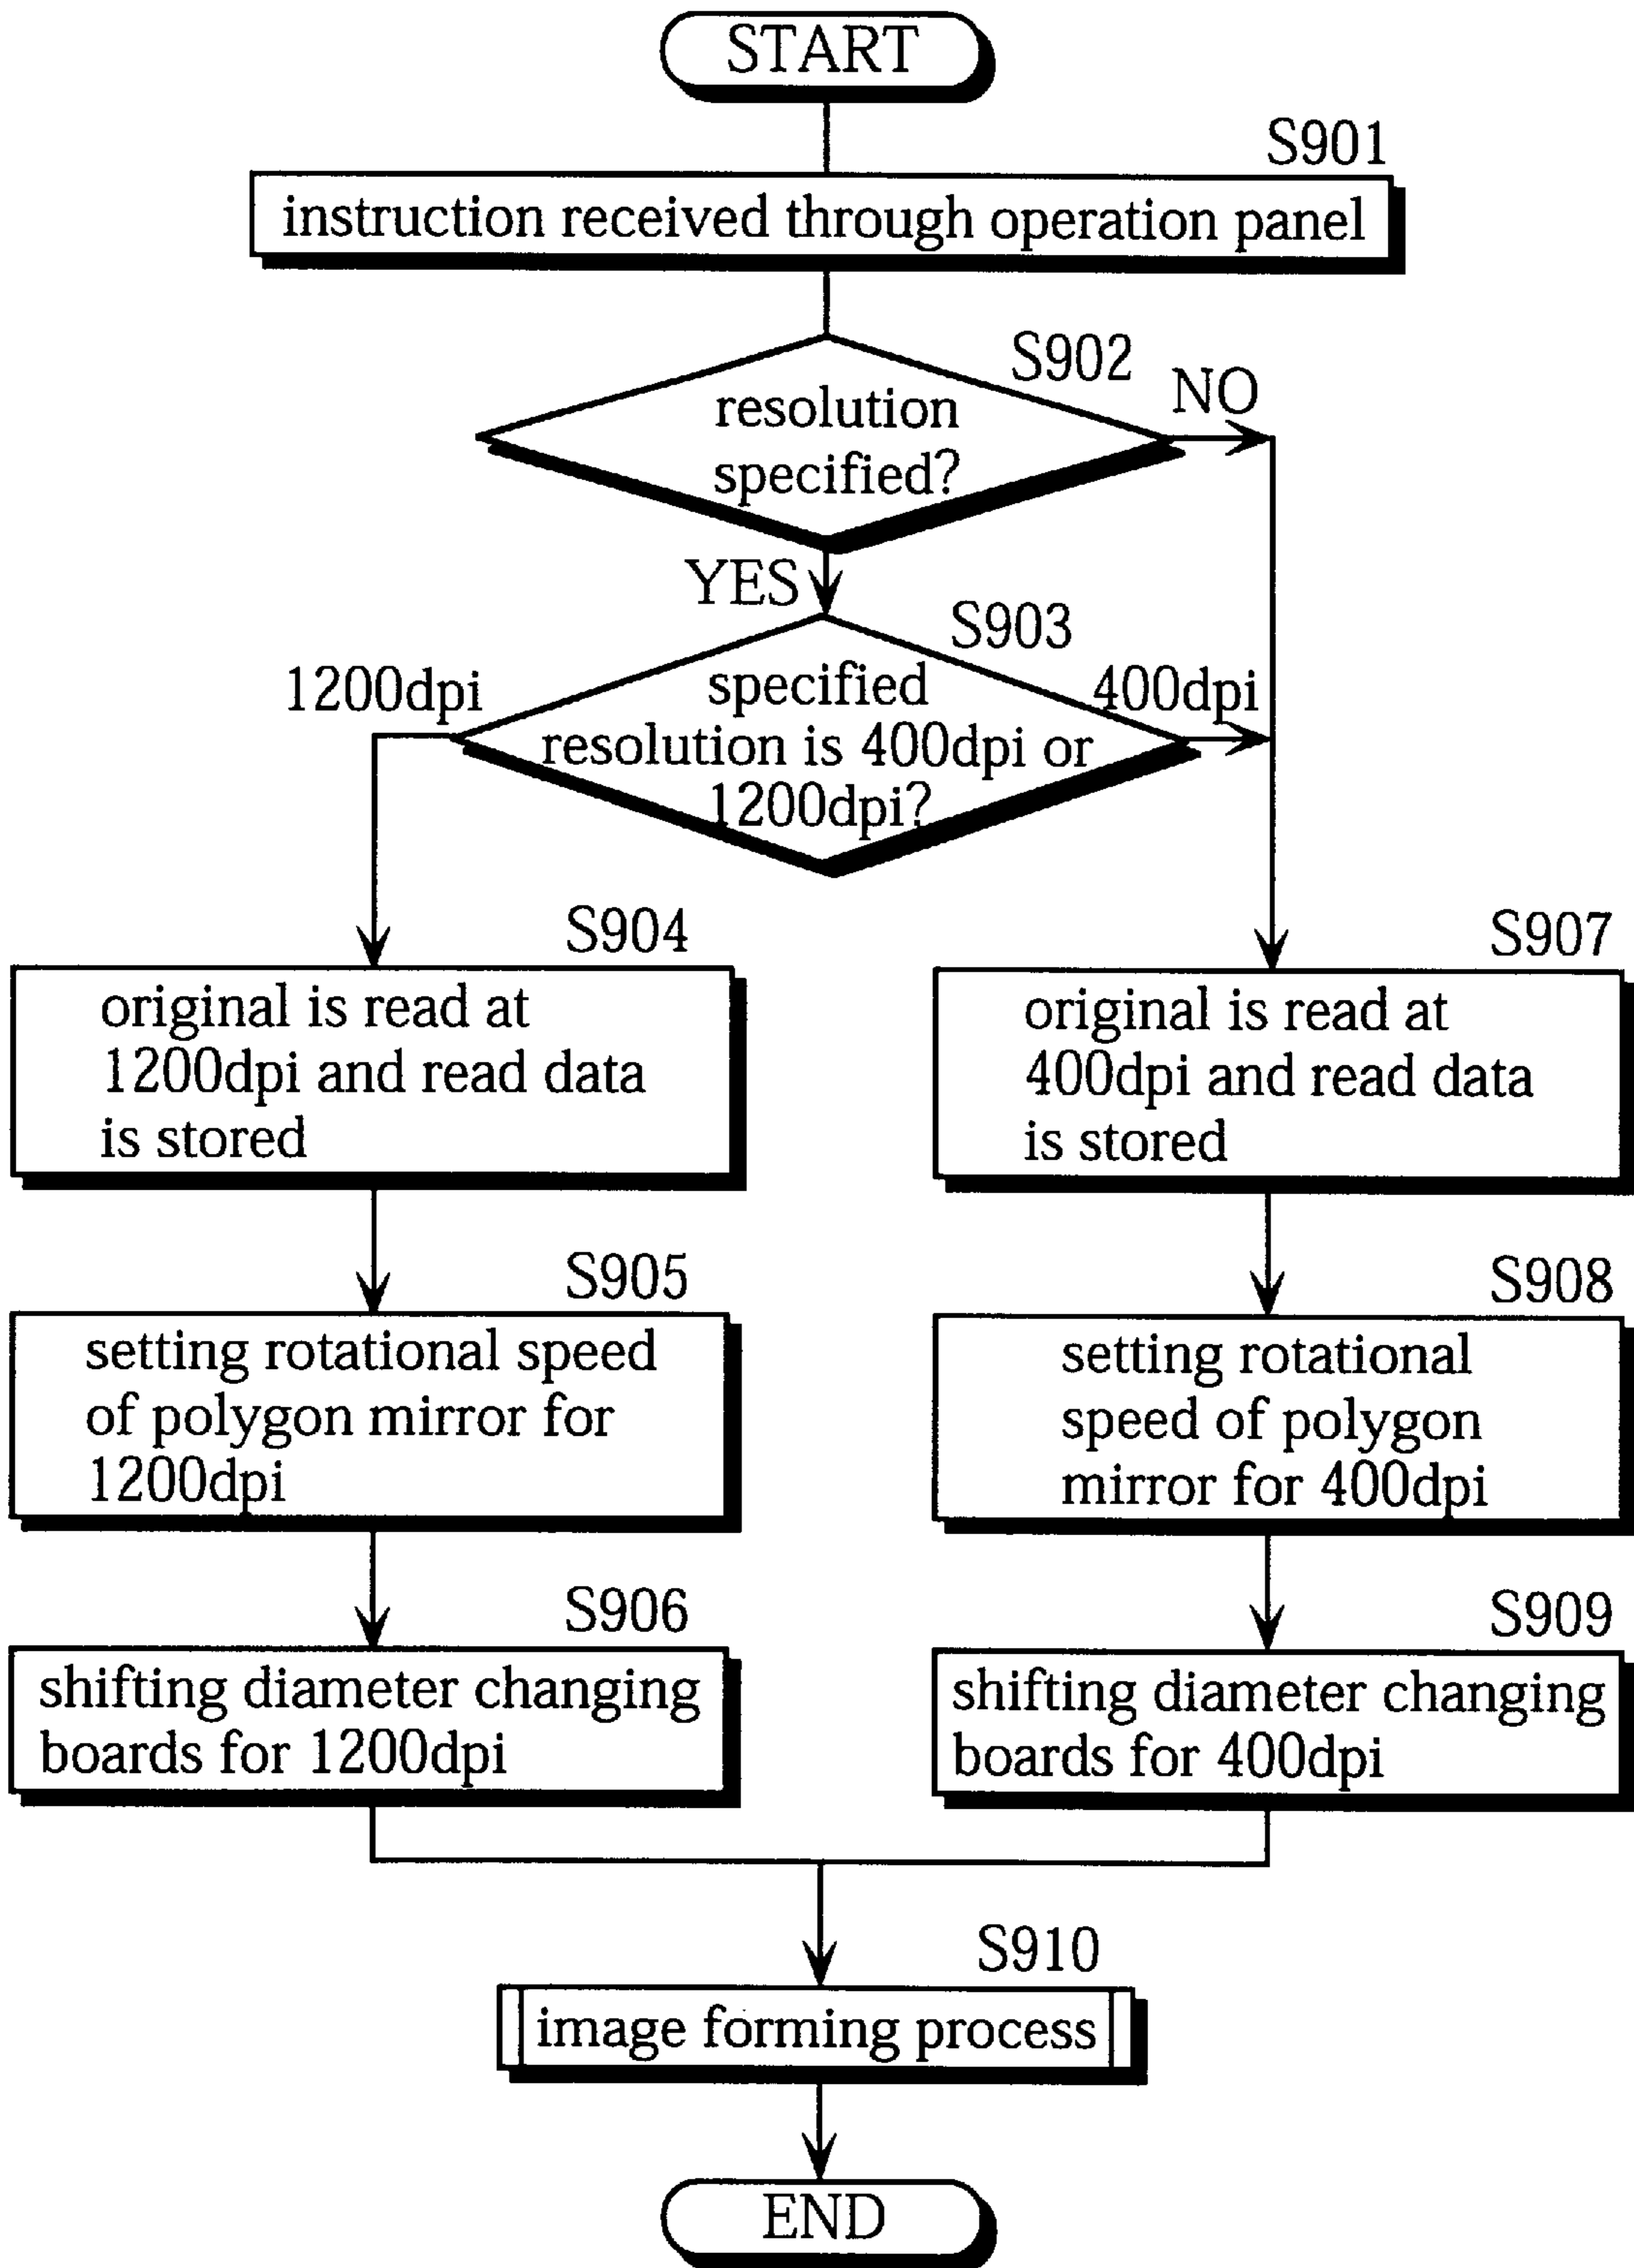 START
S901
instruction received through operation panel
S902
NO
resolution
specified?
YES
S903
1200dpi
specified
400dpi
resolution is 400dpi or
1200dpi?
S904
original is read at
1200dpi and read data
is stored
S907
original is read at
400dpi and read data
is stored
S905
setting rotational speed
of polygon mirror for
1200dpi
S908
setting rotational
speed of polygon
mirror for 400dpi
S906
shifting diameter changing
boards for 1200dpi
S909
shifting diameter changing
boards for 400dpi
S910
image forming process
END